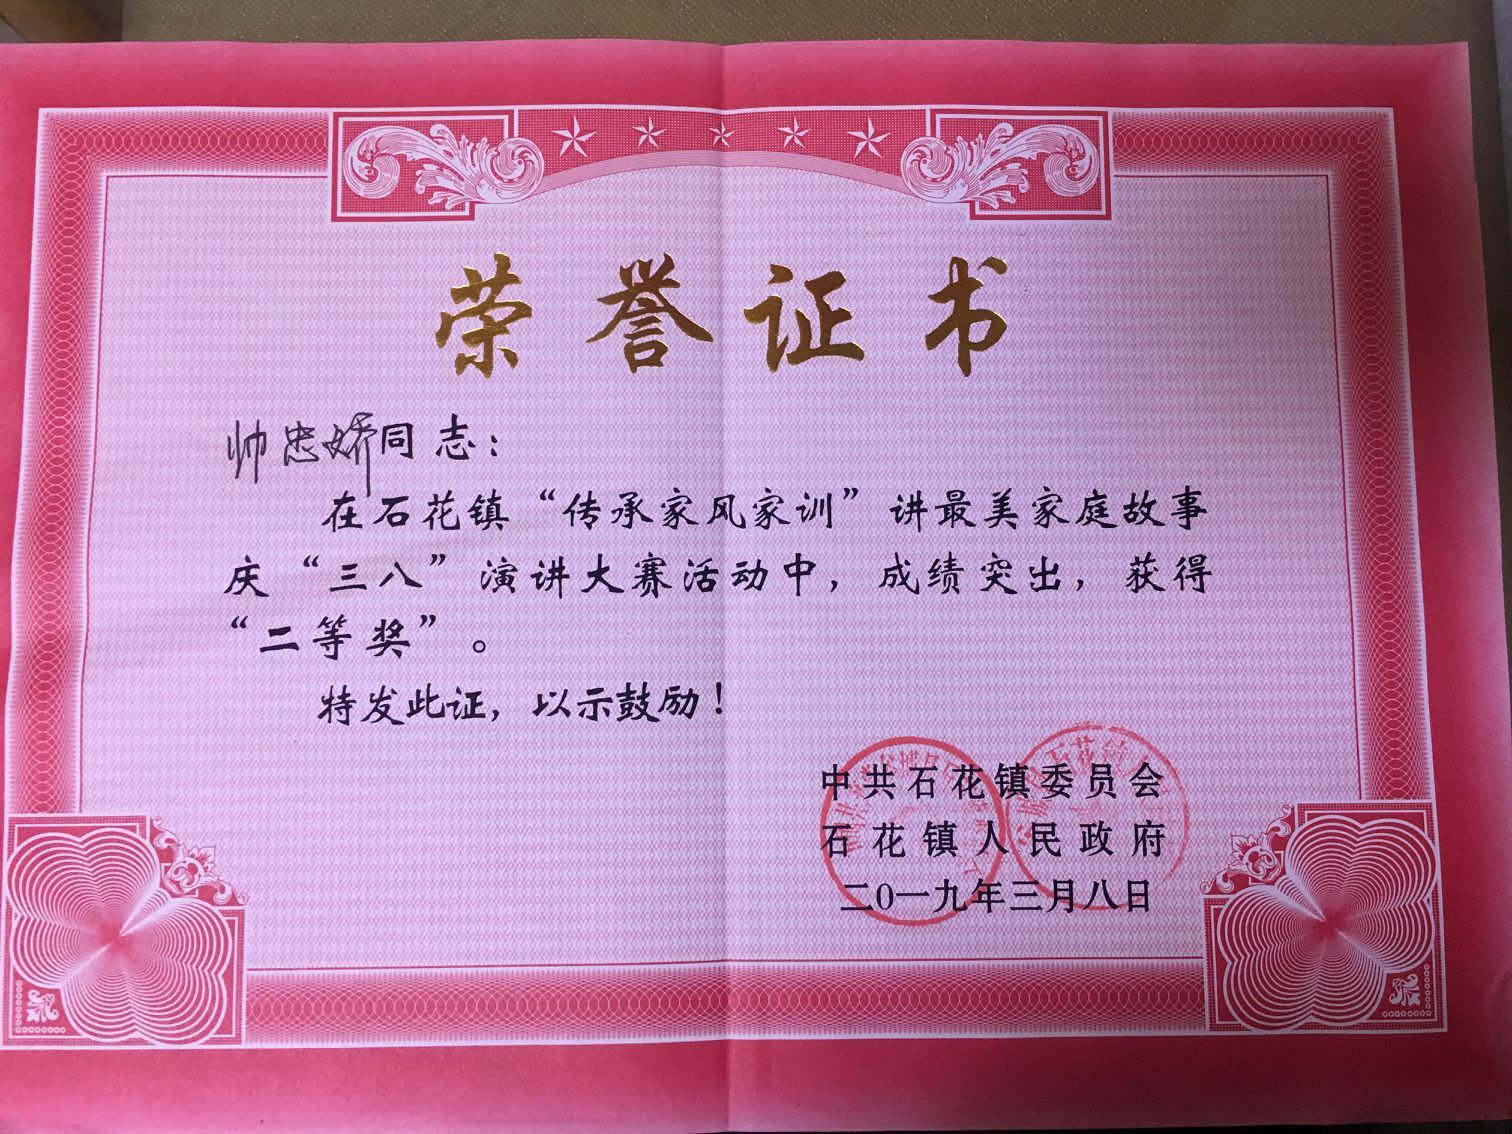 荣誉证书
帅忠娇同志：
在石花镇“传承家风家训”讲最美家庭故事
庆“三八”演讲大赛活动中，成绩突出，获得
“二等奖”。
特发此证，以示鼓励！
中共石花镇委员会
石花镇人民政府
二0一九年三月八日